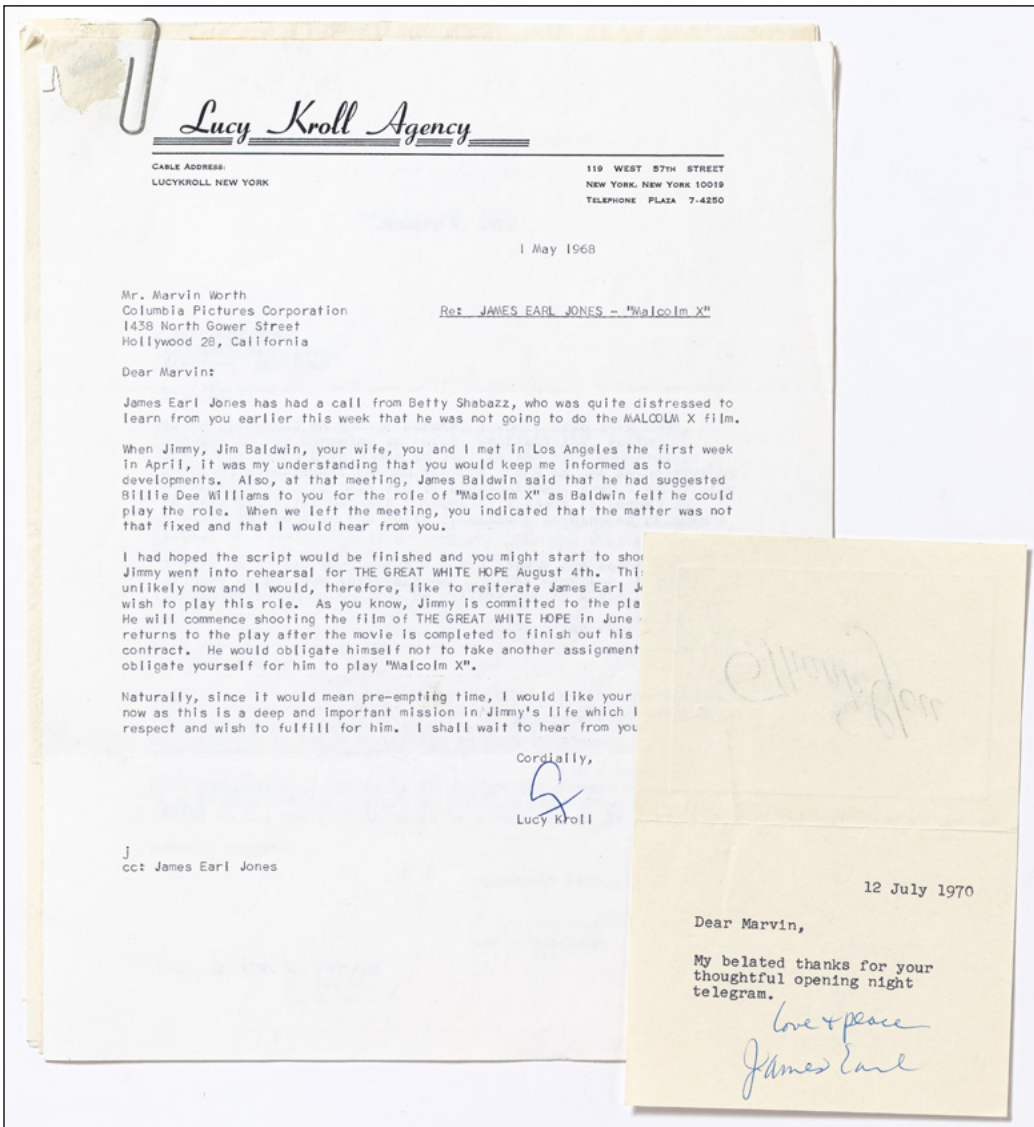 Lucy Kroll Agency
CABLE ADDRESS:
LUCYKROLL NEW YORK
119 WEST 57TH STREET
NEW YORK, NEW YORK 10019
TELEPHONE PLAZA 7-4250
1 May 1968
Mr. Marvin Worth
Columbia Pictures Corporation
1438 North Gower Street
Hollywood 28, California
Re: JAMES EARL JONES - "Malcolm X"
Dear Marvin:
James Earl Jones has had a call from Betty Shabazz, who was quite distressed to
learn from you earlier this week that he was not going to do the MALCOLM X film.
When Jimmy, Jim Baldwin, your wife, you and I met in Los Angeles the first week
in April, it was my understanding that you would keep me informed as to
developments. Also, at that meeting, James Baldwin said that he had suggested
Billie Dee Williams to you for the role of "Malcolm X" as Baldwin felt he could
play the role. When we left the meeting, you indicated that the matter was not
that fixed and that I would hear from you.
I had hoped the script would be finished and you might start to
Jimmy went into rehearsal for THE GREAT WHITE HOPE August 4th.
unlikely now and I would, therefore, like to reiterate James Earl
wish to play this role. As you know, Jimmy is committed to the
He will commence shooting the film of THE GREAT WHITE HOPE in June
returns to the play after the movie is completed to finish out his
contract. He would obligate himself not to take another assignment
obligate yourself for him to play "Malcolm X".
Naturally, since it would mean pre-empting time, I would like your
now as this is a deep and important mission in Jimmy's life which I
respect and wish to fulfill for him. I shall wait to hear from you
Cordially,
Lucy Kroll
j
cc: James Earl Jones
Thank You
12 July 1970
Dear Marvin,
My belated thanks for your
thoughtful opening night
telegram.
love + peace
James Earl